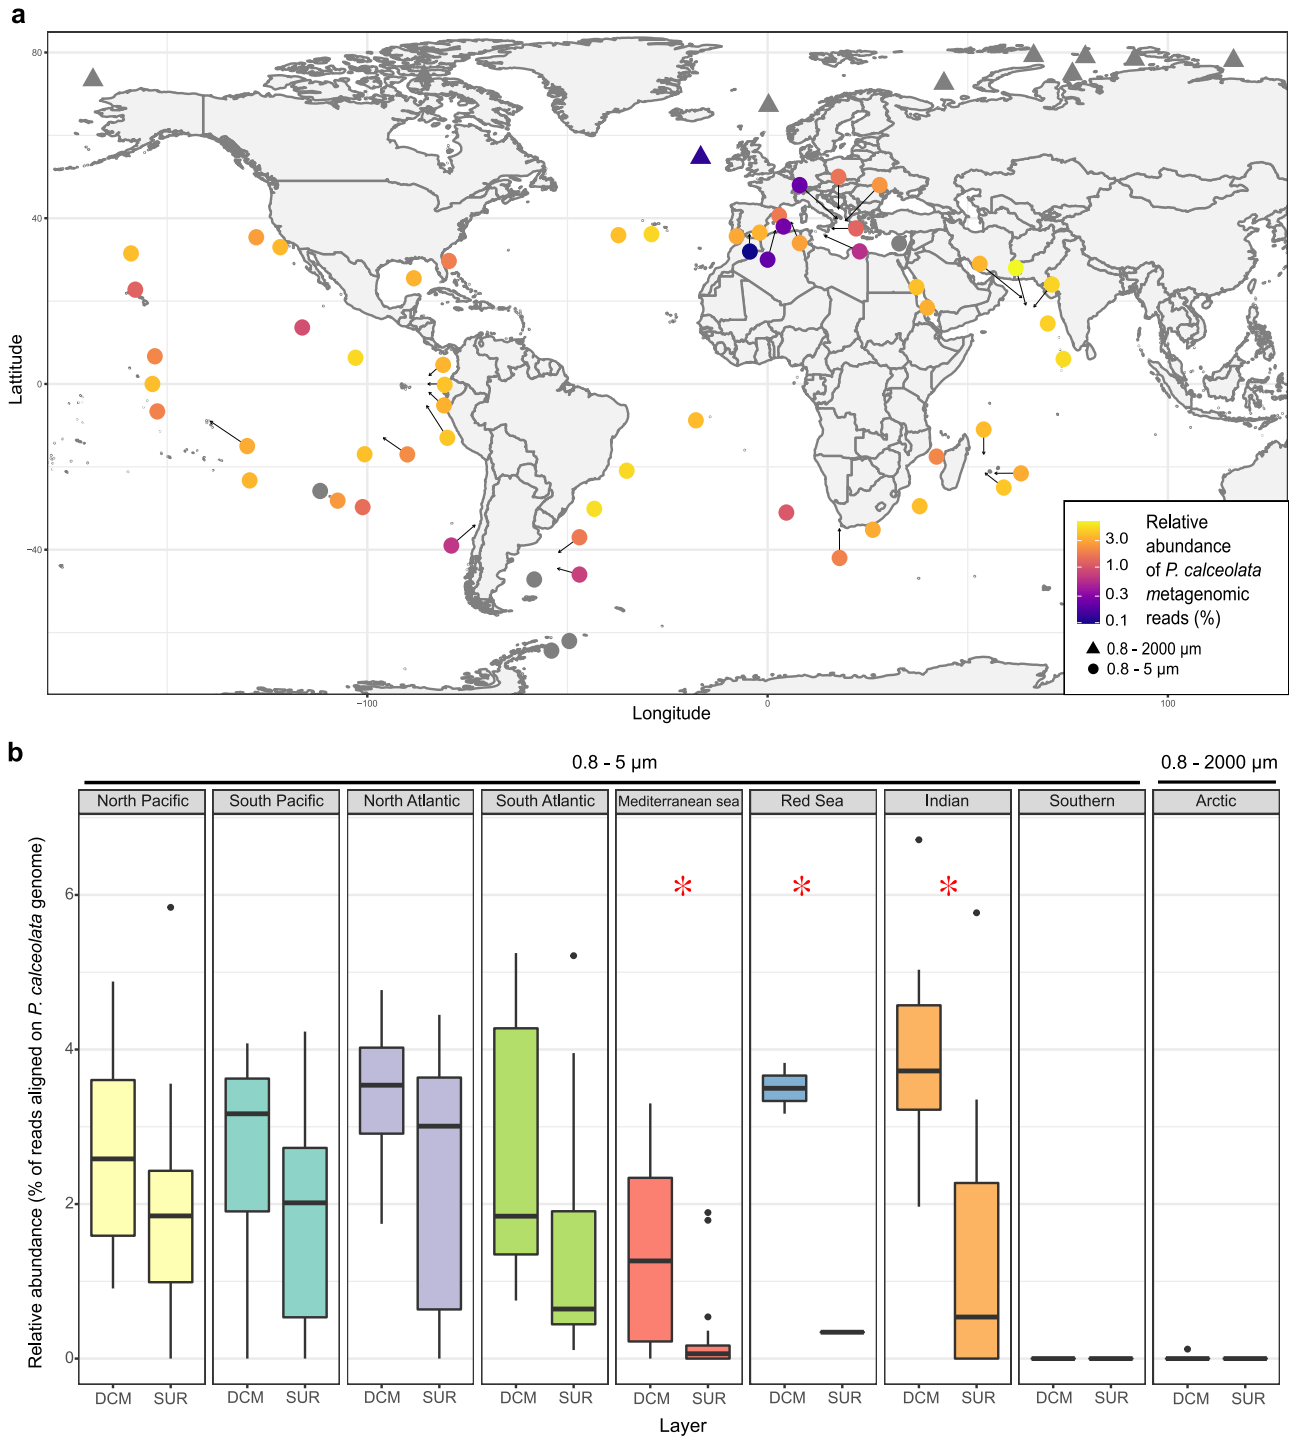 a
80
40
0
−40
Lattitude
−100
0
100
Longitude
Relative
abundance
of P. calceolata
metagenomic
reads (%)
3.0
1.0
0.3
0.1
0.8 - 2000 µm
0.8 - 5 µm
b
0.8 - 5 µm
0.8 - 2000 µm
North Pacific
South Pacific
North Atlantic
South Atlantic
Mediterranean sea
Red Sea
Indian
Southern
Arctic
Relative abundance (% of reads aligned on P. calceolata genome)
6
4
2
0
* * *
DCM SUR DCM SUR DCM SUR DCM SUR DCM SUR DCM SUR DCM SUR DCM SUR DCM SUR
Layer